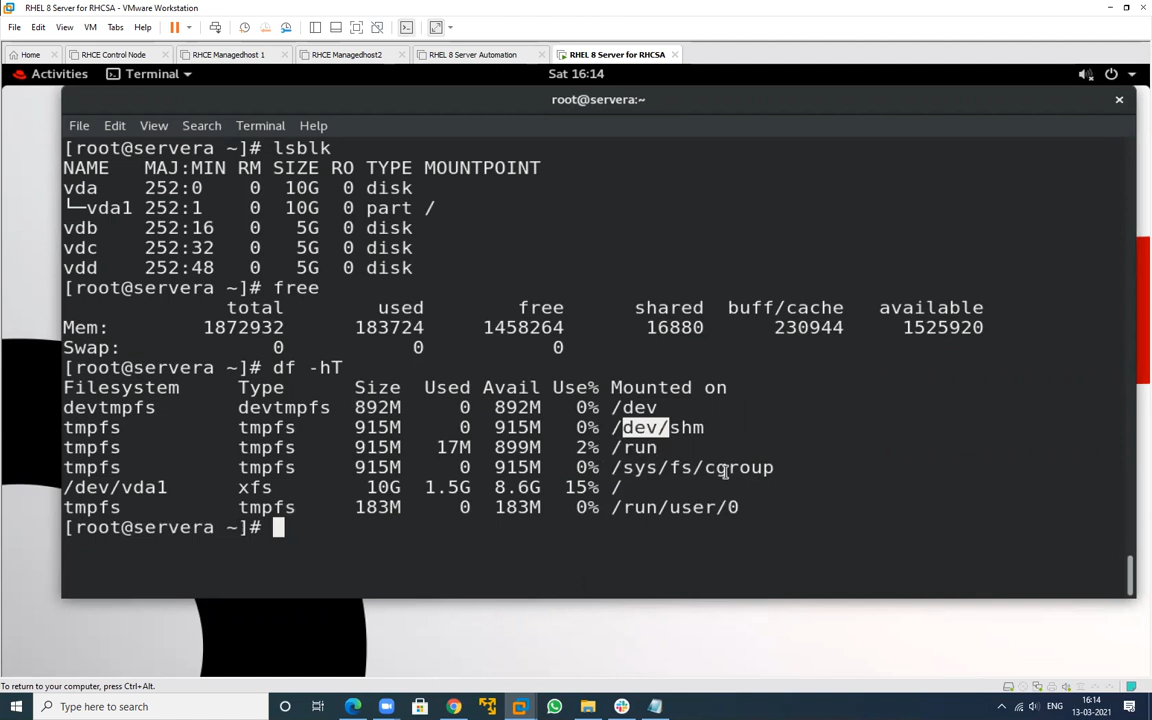 RHEL 8 Server for RHCSA - VMware Workstation
File Edit View VM Tabs Help
Home RHCE Control Node RHCE Managedhost 1 RHCE Managedhost2 RHEL 8 Server Automation RHEL 8 Server for RHCSA
Activities Terminal Sat 16:14
root@servera:~
File Edit View Search Terminal Help
[root@servera ~]# lsblk
NAME MAJ:MIN RM SIZE RO TYPE MOUNTPOINT
vda 252:0 0 10G 0 disk
└─vda1 252:1 0 10G 0 part /
vdb 252:16 0 5G 0 disk
vdc 252:32 0 5G 0 disk
vdd 252:48 0 5G 0 disk
[root@servera ~]# free
total used free shared buff/cache available
Mem: 1872932 183724 1458264 16880 230944 1525920
Swap: 0 0 0
[root@servera ~]# df -hT
Filesystem Type Size Used Avail Use% Mounted on
devtmpfs devtmpfs 892M 0 892M 0% /dev
tmpfs tmpfs 915M 0 915M 0% /dev/shm
tmpfs tmpfs 915M 17M 899M 2% /run
tmpfs tmpfs 915M 0 915M 0% /sys/fs/cgroup
/dev/vda1 xfs 10G 1.5G 8.6G 15% /
tmpfs tmpfs 183M 0 183M 0% /run/user/0
[root@servera ~]#
To return to your computer, press Ctrl+Alt.
Type here to search ENG 16:14
13-03-2021